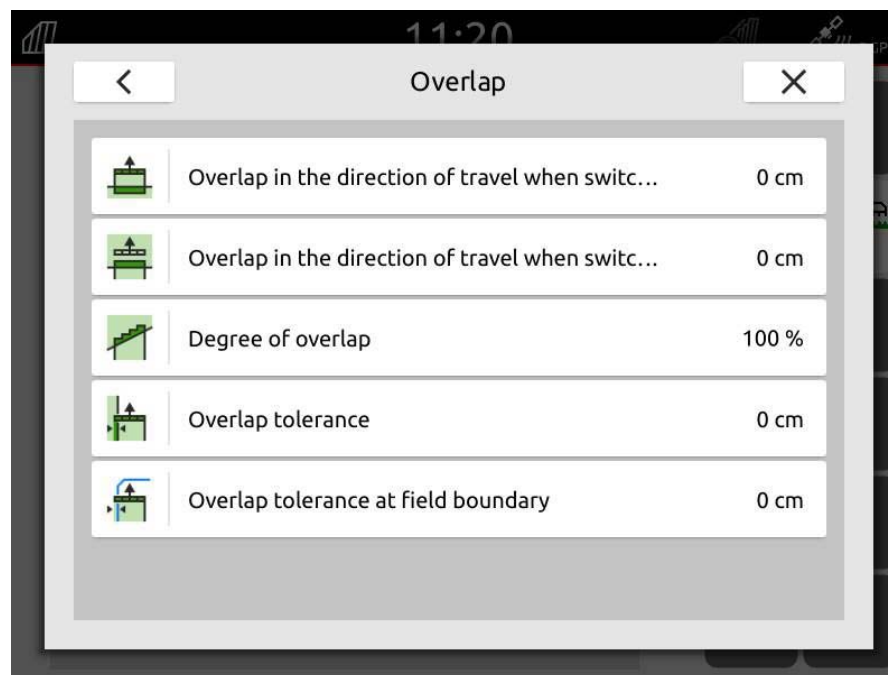 11:20
Overlap
Overlap in the direction of travel when switc...
0 cm
Overlap in the direction of travel when switc...
0 cm
Degree of overlap
100 %
Overlap tolerance
0 cm
Overlap tolerance at field boundary
0 cm